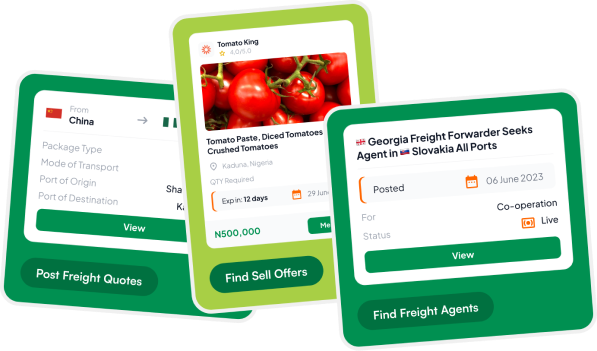 From
China
Package Type
Mode of Transport
Port of Origin
Sha
Port of Destination
View
Post Freight Quotes
Tomato King
4,0/5.0
Tomato Paste, Diced Tomatoes
Crushed Tomatoes
Kaduna, Nigeria
QTY Required
Exp in: 12 days
29 Jun
N500,000
Me
Find Sell Offers
Georgia Freight Forwarder Seeks
Agent in Slovakia All Ports
Posted
06 June 2023
For
Co-operation
Status
Live
View
Find Freight Agents